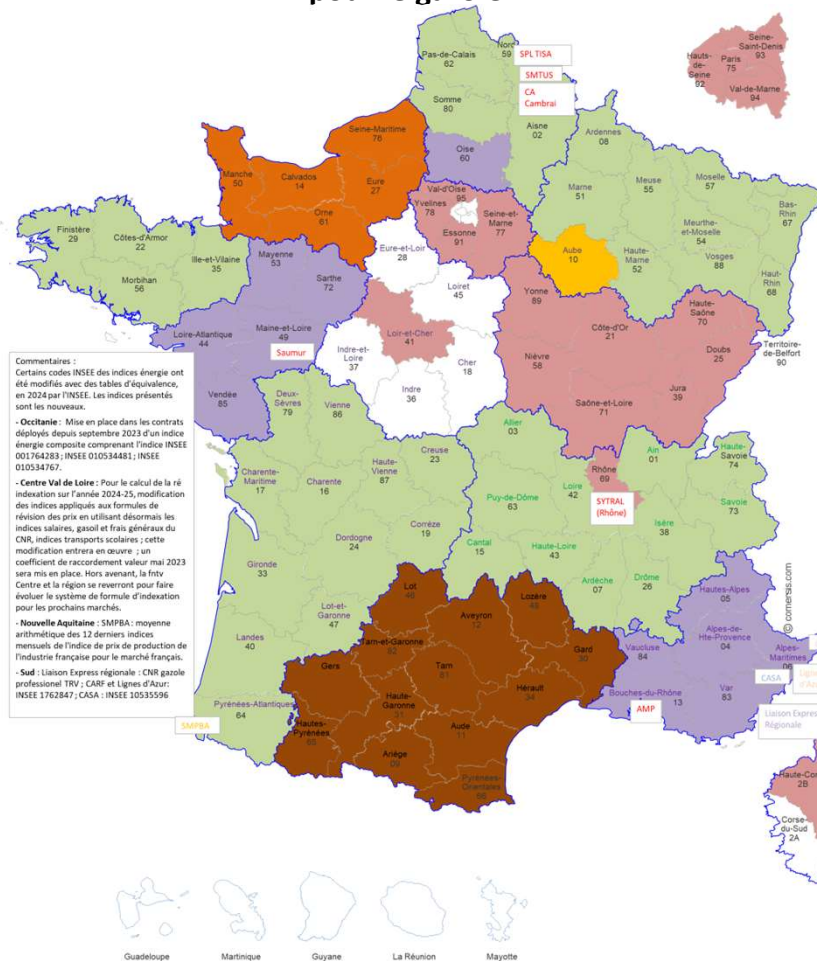 Nord
59
SPL TISA
Pas-de-Calais
62
SMTUS
CA
Cambrai
Somme
80
Aisne
02
Seine-
Saint-Denis
93
Hauts-
de-
Seine
92
Paris
75
Val-de-Marne
94
Seine-Maritime
76
Oise
60
Ardennes
08
Manche
50
Calvados
14
Eure
27
Orne
61
Val-d'Oise
95
Yvelines
78
Essonne
91
Seine-et-
Marne
77
Marne
51
Meuse
55
Moselle
57
Meurthe-
et-Moselle
54
Bas-
Rhin
67
Aube
10
Haute-
Marne
52
Vosges
88
Haut-
Rhin
68
Finistère
29
Côtes-d'Armor
22
Ille-et-Vilaine
35
Morbihan
56
Mayenne
53
Sarthe
72
Eure-et-Loir
28
Loiret
45
Yonne
89
Côte-d'Or
21
Haute-
Saône
70
Territoire-
de-Belfort
90
Loire-Atlantique
44
Maine-et-Loire
49
Saumur
Loir-et-Cher
41
Indre-et-
Loire
37
Cher
18
Indre
36
Nièvre
58
Doubs
25
Jura
39
Saône-et-Loire
71
Vendée
85
Deux-
Sèvres
79
Vienne
86
Commentaires :
Certains codes INSEE des indices énergie ont
été modifiés avec des tables d'équivalence,
en 2024 par l'INSEE. Les indices présentés
sont les nouveaux.
- Occitanie : Mise en place dans les contrats
déployés depuis septembre 2023 d'un indice
énergie composite comprenant l'indice INSEE
001764283 ; INSEE 010534481 ; INSEE
010534767.
- Centre Val de Loire : Pour le calcul de la ré
indexation sur l'année 2024-25, modification
des indices appliqués aux formules de
révision des prix en utilisant désormais les
indices salaires, gasoil et frais généraux du
CNR, indices transports scolaires ; cette
modification entrera en œuvre ; un
coefficient de raccordement valeur mai 2023
sera mis en place. Hors avenant, la fntv
Centre et la région se reverront pour faire
évoluer le système de formule d'indexation
pour les prochains marchés.
- Nouvelle Aquitaine : SMPBA : moyenne
arithmétique des 12 derniers indices
mensuels de l'indice de prix de production de
l'industrie française pour le marché français.
- Sud : Liaison Express régionale : CNR gazole
professionel TRV ; CARF et Lignes d'Azur:
INSEE 1762847 ; CASA : INSEE 10535596
Charente-
Maritime
17
Charente
16
Haute-
Vienne
87
Creuse
23
Corrèze
19
Dordogne
24
Gironde
33
Lot-et-
Garonne
47
Landes
40
Pyrénées-Atlantiques
64
SMPBA
Allier
03
Puy-de-Dôme
63
Loire
42
Rhône
69
SYTRAL
(Rhône)
Ain
01
Haute-
Savoie
74
Savoie
73
Isère
38
Cantal
15
Haute-Loire
43
Ardèche
07
Drôme
26
Lot
46
Lozère
48
Aveyron
12
Tarn-et-Garonne
82
Gard
30
Gers
Tarn
81
Hérault
34
Haute-
Garonne
31
Hautes-
Pyrénées
65
Aude
11
Ariège
09
Pyrénées-
Orientales
66
Hautes-Alpes
05
Alpes-de-
Hte-Provence
04
Alpes-
Maritimes
06
Vaucluse
84
Bouches-du-Rhône
13
AMP
Var
83
CASA
Liaison Express
Régionale
© comersis.com
2B
Corse-
du-Sud
2A
Guadeloupe
Martinique
Guyane
La Réunion
Mayotte